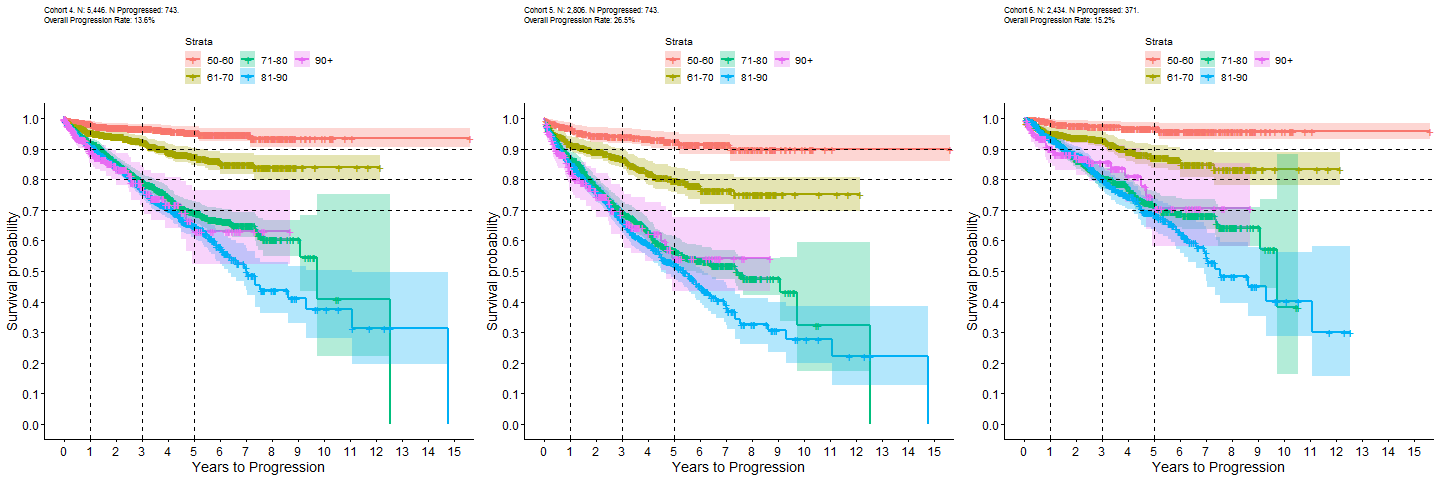 Cohort 4. N: 5,446. N Pprogressed: 743.
Overall Progression Rate: 13.6%
Strata
50-60 71-80 90+
61-70 81-90
Survival probability
1.0
0.9
0.8
0.7
0.6
0.5
0.4
0.3
0.2
0.1
0.0
0 1 2 3 4 5 6 7 8 9 10 11 12 13 14 15
Years to Progression
Cohort 5. N: 2,806. N Pprogressed: 743.
Overall Progression Rate: 26.5%
Strata
50-60 71-80 90+
61-70 81-90
Survival probability
1.0
0.9
0.8
0.7
0.6
0.5
0.4
0.3
0.2
0.1
0.0
0 1 2 3 4 5 6 7 8 9 10 11 12 13 14 15
Years to Progression
Cohort 6. N: 2,434. N Pprogressed: 371.
Overall Progression Rate: 15.2%
Strata
50-60 71-80 90+
61-70 81-90
Survival probability
1.0
0.9
0.8
0.7
0.6
0.5
0.4
0.3
0.2
0.1
0.0
0 1 2 3 4 5 6 7 8 9 10 11 12 13 14 15
Years to Progression